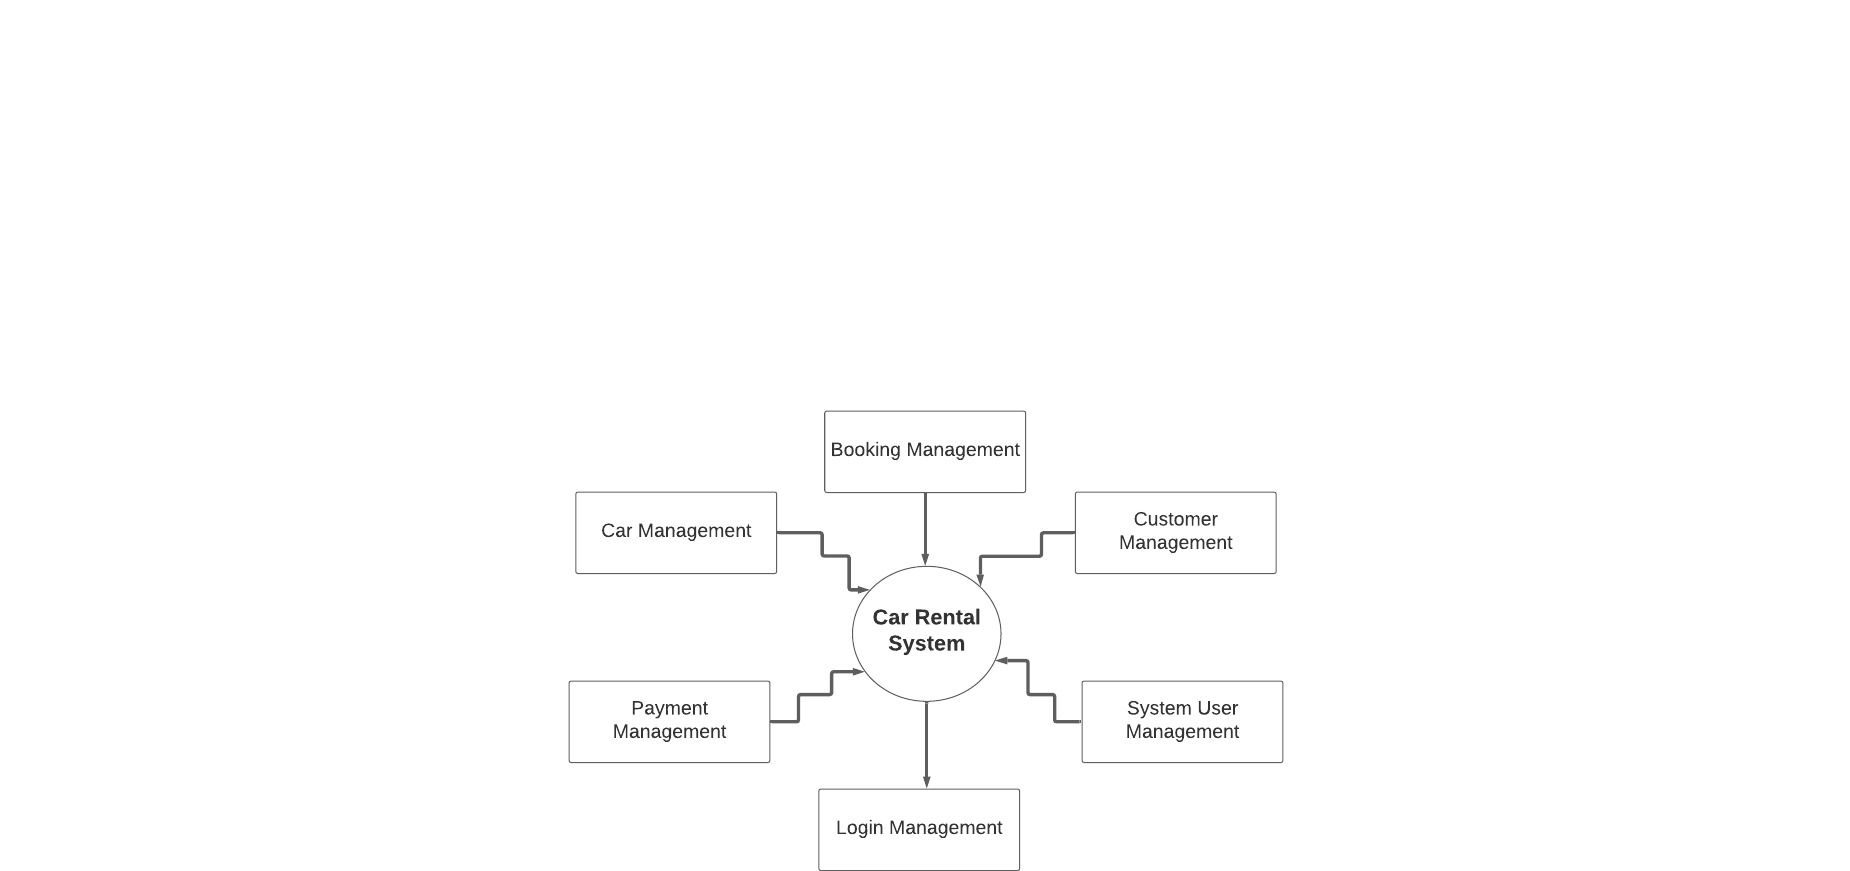 Booking Management
Car Management
Customer
Management
Car Rental
System
Payment
Management
System User
Management
Login Management